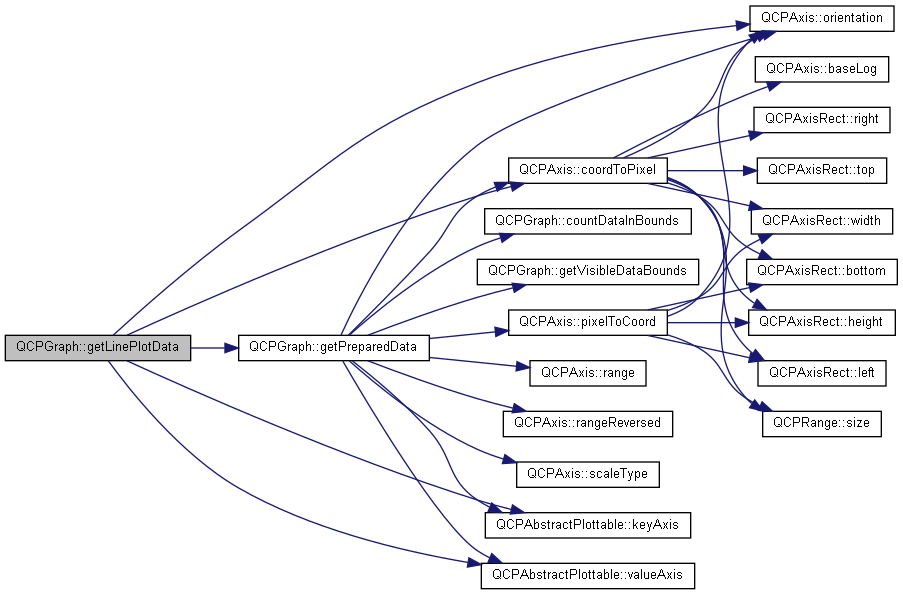 QCPAxis::orientation
QCPAxis::baseLog
QCPAxisRect::right
QCPAxis::coordToPixel
QCPAxisRect::top
QCPGraph::countDataInBounds
QCPAxisRect::width
QCPGraph::getVisibleDataBounds
QCPAxisRect::bottom
QCPAxis::pixelToCoord
QCPAxisRect::height
QCPGraph::getLinePlotData
QCPGraph::getPreparedData
QCPAxis::range
QCPAxisRect::left
QCPAxis::rangeReversed
QCPRange::size
QCPAxis::scaleType
QCPAbstractPlottable::keyAxis
QCPAbstractPlottable::valueAxis